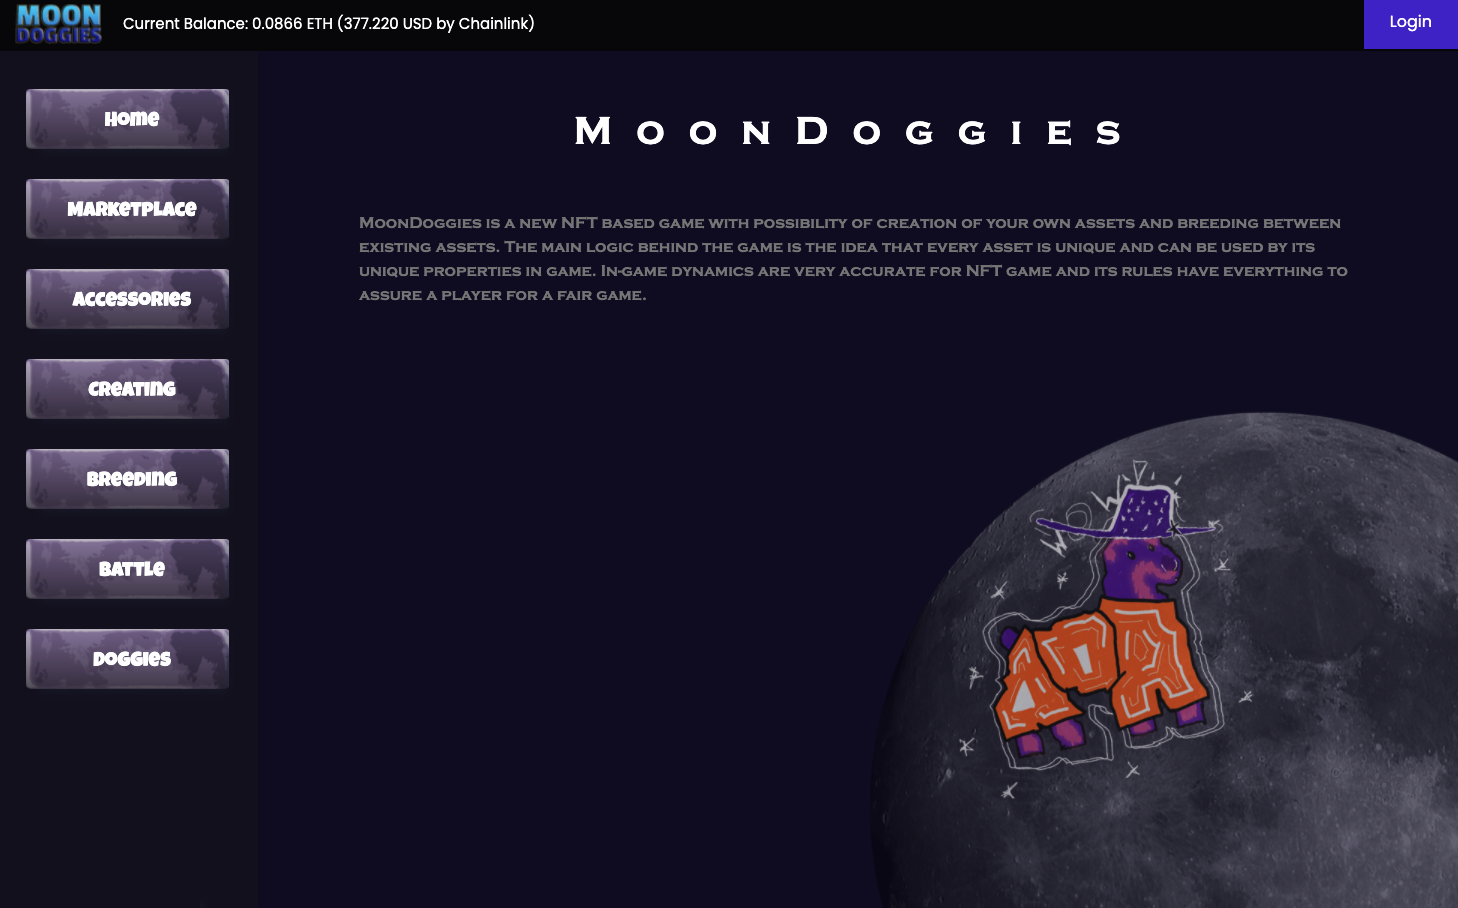 MOON
DOGGIES
Current Balance: 0.0866 ETH (377.220 USD by Chainlink)
Login
Home
Marketplace
Accessories
Creating
Breeding
Battle
Doggies
MoonDoggies
MoonDoggies is a new NFT based game with possibility of creation of your own assets and breeding between
existing assets. The main logic behind the game is the idea that every asset is unique and can be used by its
unique properties in game. In-game dynamics are very accurate for NFT game and its rules have everything to
assure a player for a fair game.
WOW